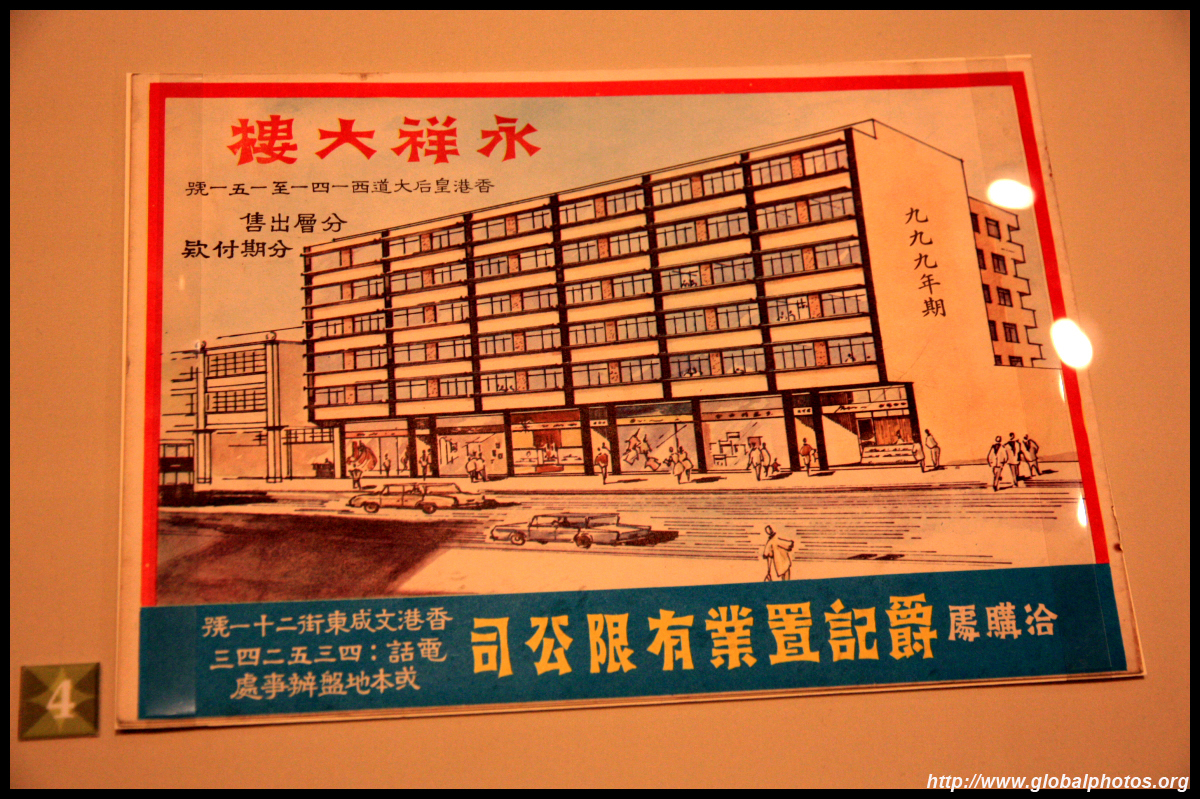 永祥大樓
香港皇后大道西一四一至一五一號
分層出售
分期付欵
九九九年期
洽購處 爵記置業有限公司
香港文咸東街二十一號
電話:四三五二四三
或本地盤辦事處
4
http://www.globalphotos.org